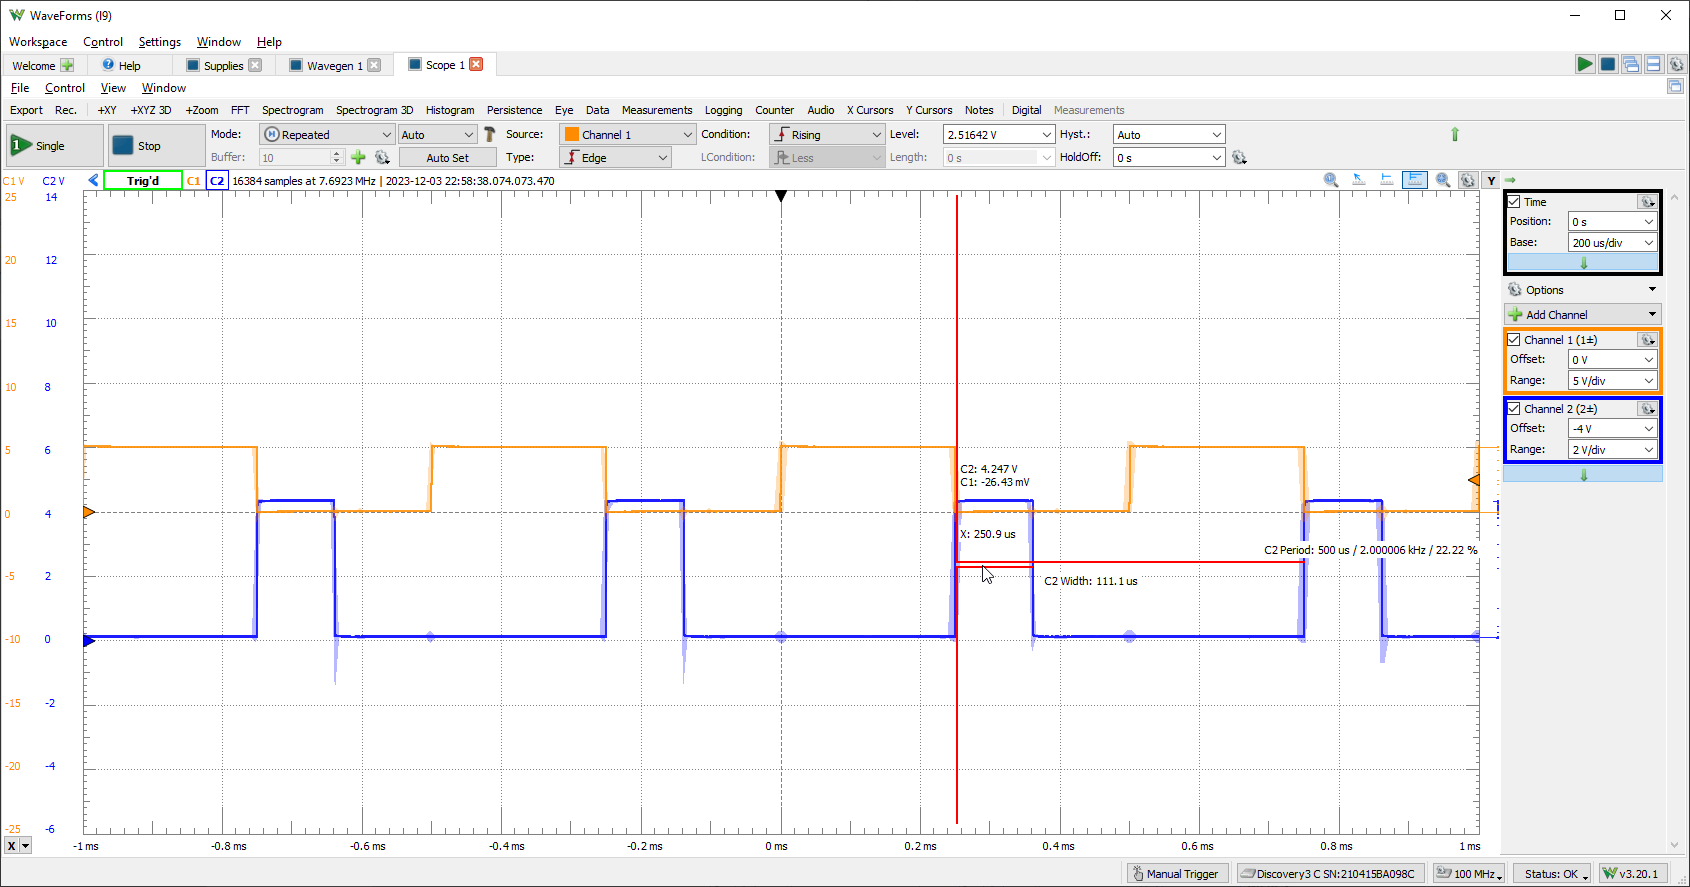 WaveForms (I9)
Workspace Control Settings Window Help
Welcome Help Supplies Wavegen 1 Scope 1
File Control View Window
Export Rec. +XY +XYZ 3D +Zoom FFT Spectrogram Spectrogram 3D Histogram Persistence Eye Data Measurements Logging Counter Audio X Cursors Y Cursors Notes Digital Measurements
1 Single Stop Mode: Repeated Auto Source: Channel 1 Condition: Rising Level: 2.51642 V Hyst.: Auto
Buffer: 10 Auto Set Type: Edge LCondition: Less Length: 0 s HoldOff: 0 s
C1 V C2 V Trig'd C1 C2 16384 samples at 7.6923 MHz | 2023-12-03 22:58:38.074.073.470 Y
25 14
20 12
15 10
10 8
5 6
0 4
-5 2
-10 0
-15 -2
-20 -4
-25 -6
C2: 4.247 V
C1: -26.43 mV
X: 250.9 us
C2 Period: 500 us / 2.000006 kHz / 22.22 %
C2 Width: 111.1 us
X -1 ms -0.8 ms -0.6 ms -0.4 ms -0.2 ms 0 ms 0.2 ms 0.4 ms 0.6 ms 0.8 ms 1 ms
Time
Position: 0 s
Base: 200 us/div
Options
Add Channel
Channel 1 (1±)
Offset: 0 V
Range: 5 V/div
Channel 2 (2±)
Offset: -4 V
Range: 2 V/div
Manual Trigger Discovery3 C SN:210415BA098C 100 MHz Status: OK v3.20.1